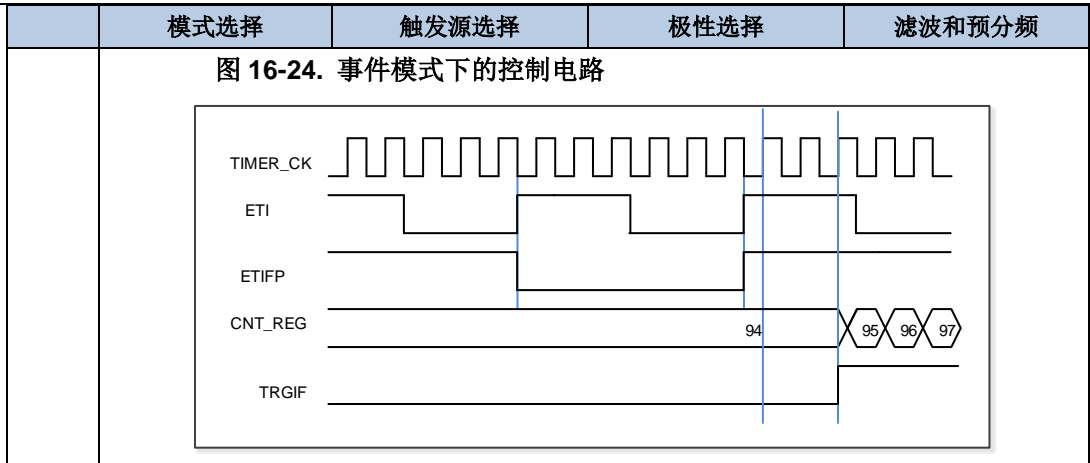 模式选择 触发源选择 极性选择 滤波和预分频
图 16-24. 事件模式下的控制电路
TIMER_CK
ETI
ETIFP
CNT_REG 94 95 96 97
TRGIF